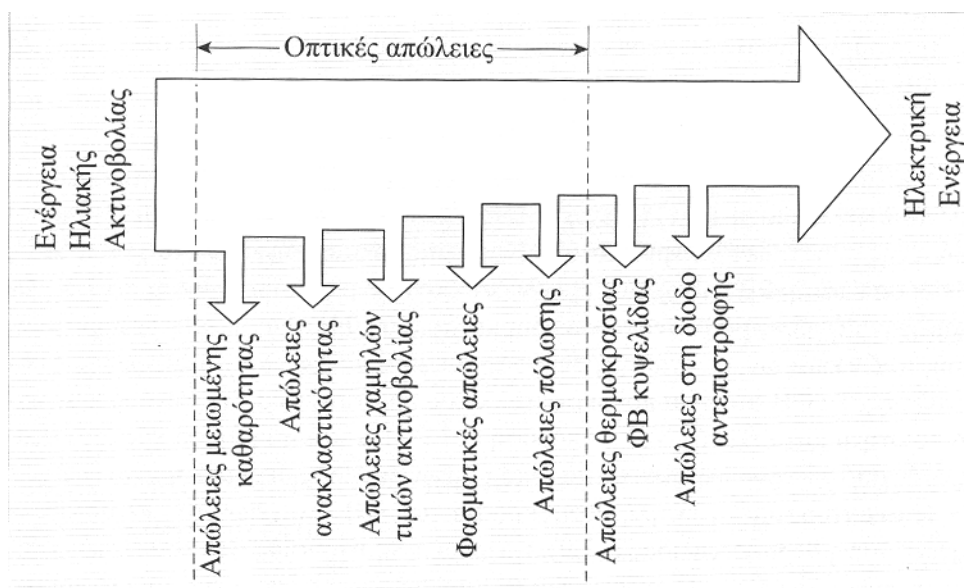 Οπτικές απώλειες
Ενέργεια
Ηλιακής
Ακτινοβολίας
Ηλεκτρική
Ενέργεια
Απώλειες μειωμένης
καθαρότητας
Απώλειες
ανακλαστικότητας
Απώλειες χαμηλών
τιμών ακτινοβολίας
Φασματικές απώλειες
Απώλειες πόλωσης
Απώλειες θερμοκρασίας
ΦΒ κυψελίδας
Απώλειες στη δίοδο
αντεπιστροφής